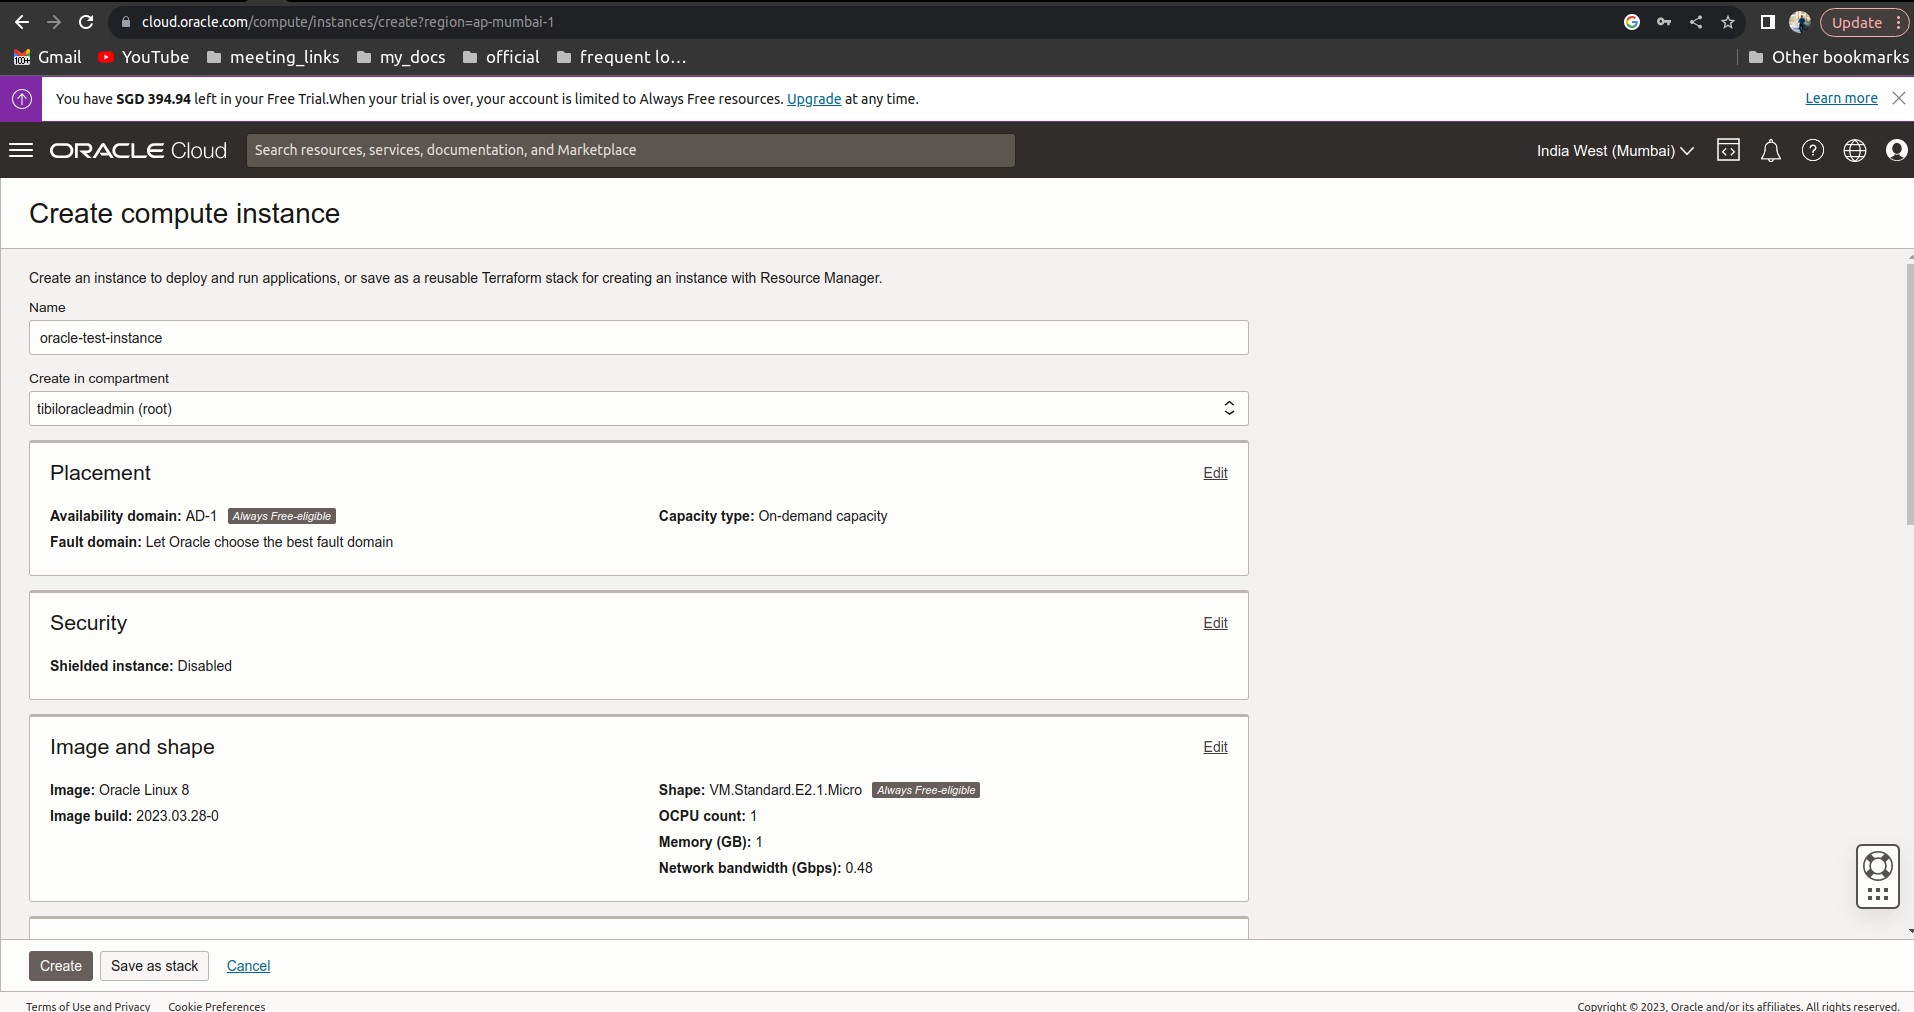 cloud.oracle.com/compute/instances/create?region=ap-mumbai-1
Update
Gmail YouTube meeting_links my_docs official frequent lo… Other bookmarks
You have SGD 394.94 left in your Free Trial.When your trial is over, your account is limited to Always Free resources. Upgrade at any time. Learn more
ORACLE Cloud Search resources, services, documentation, and Marketplace India West (Mumbai)
Create compute instance
Create an instance to deploy and run applications, or save as a reusable Terraform stack for creating an instance with Resource Manager.
Name
oracle-test-instance
Create in compartment
tibiloracleadmin (root)
Placement Edit
Availability domain: AD-1 Always Free-eligible Capacity type: On-demand capacity
Fault domain: Let Oracle choose the best fault domain
Security Edit
Shielded instance: Disabled
Image and shape Edit
Image: Oracle Linux 8 Shape: VM.Standard.E2.1.Micro Always Free-eligible
Image build: 2023.03.28-0 OCPU count: 1
Memory (GB): 1
Network bandwidth (Gbps): 0.48
Create Save as stack Cancel
Terms of Use and Privacy Cookie Preferences Copyright © 2023, Oracle and/or its affiliates. All rights reserved.